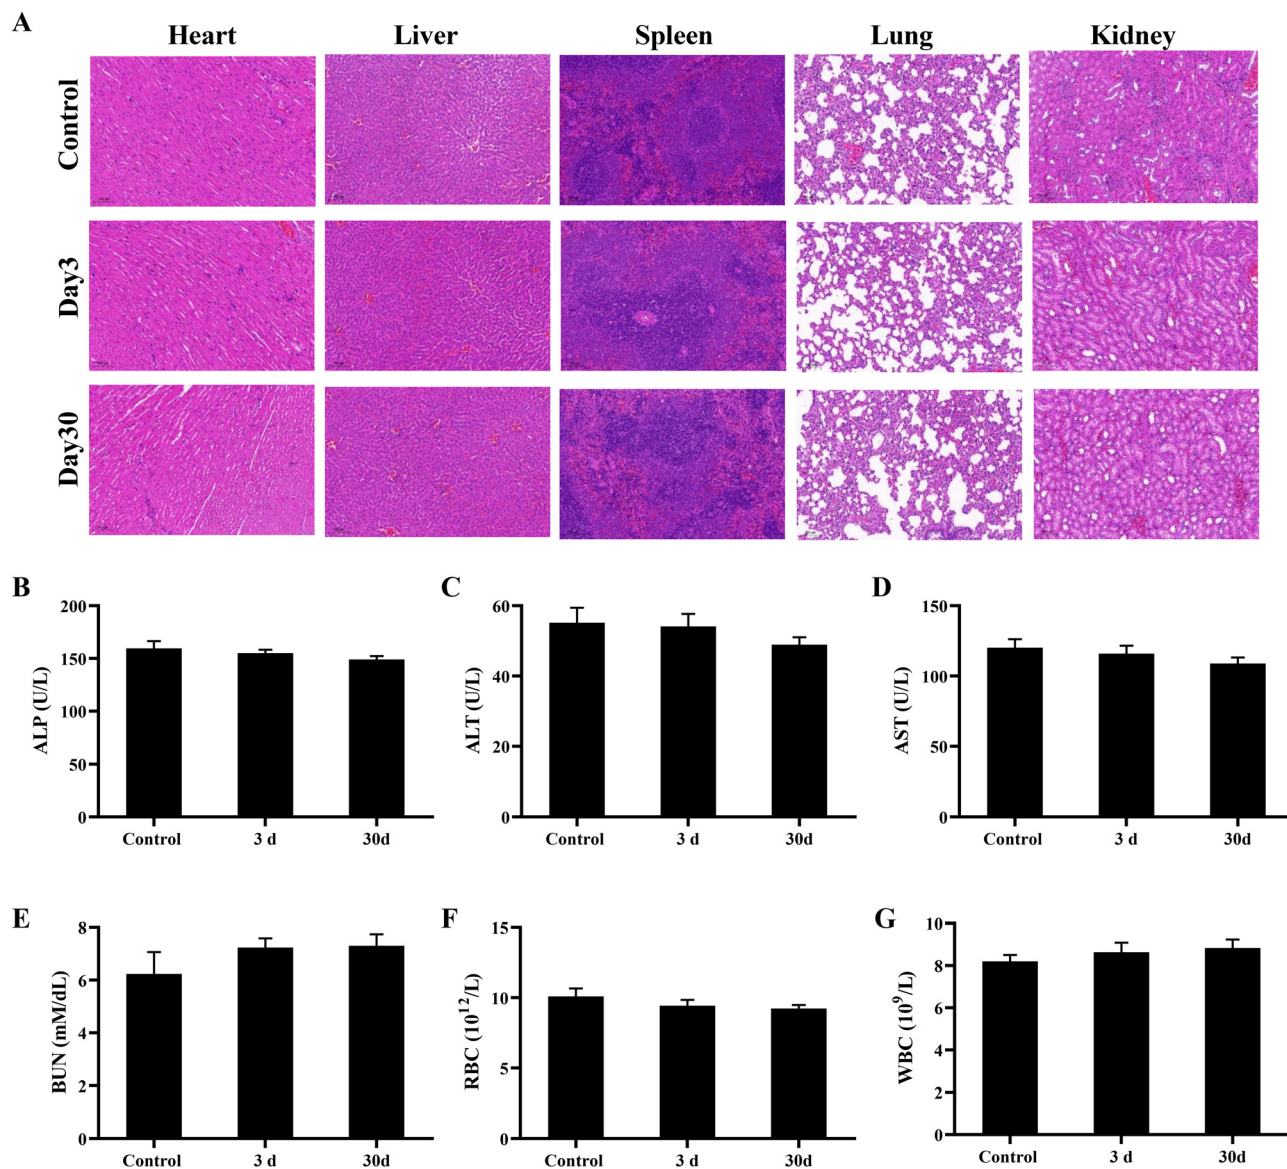 A
Heart Liver Spleen Lung Kidney
Control
Day3
Day30
B
ALP (U/L)
200
150
100
50
0
Control 3 d 30d
C
ALT (U/L)
60
40
20
0
Control 3 d 30d
D
AST (U/L)
150
100
50
0
Control 3 d 30d
E
BUN (mM/dL)
8
6
4
2
0
Control 3 d 30d
F
RBC (10¹²/L)
15
10
5
0
Control 3 d 30d
G
WBC (10⁹/L)
10
8
6
4
2
0
Control 3 d 30d